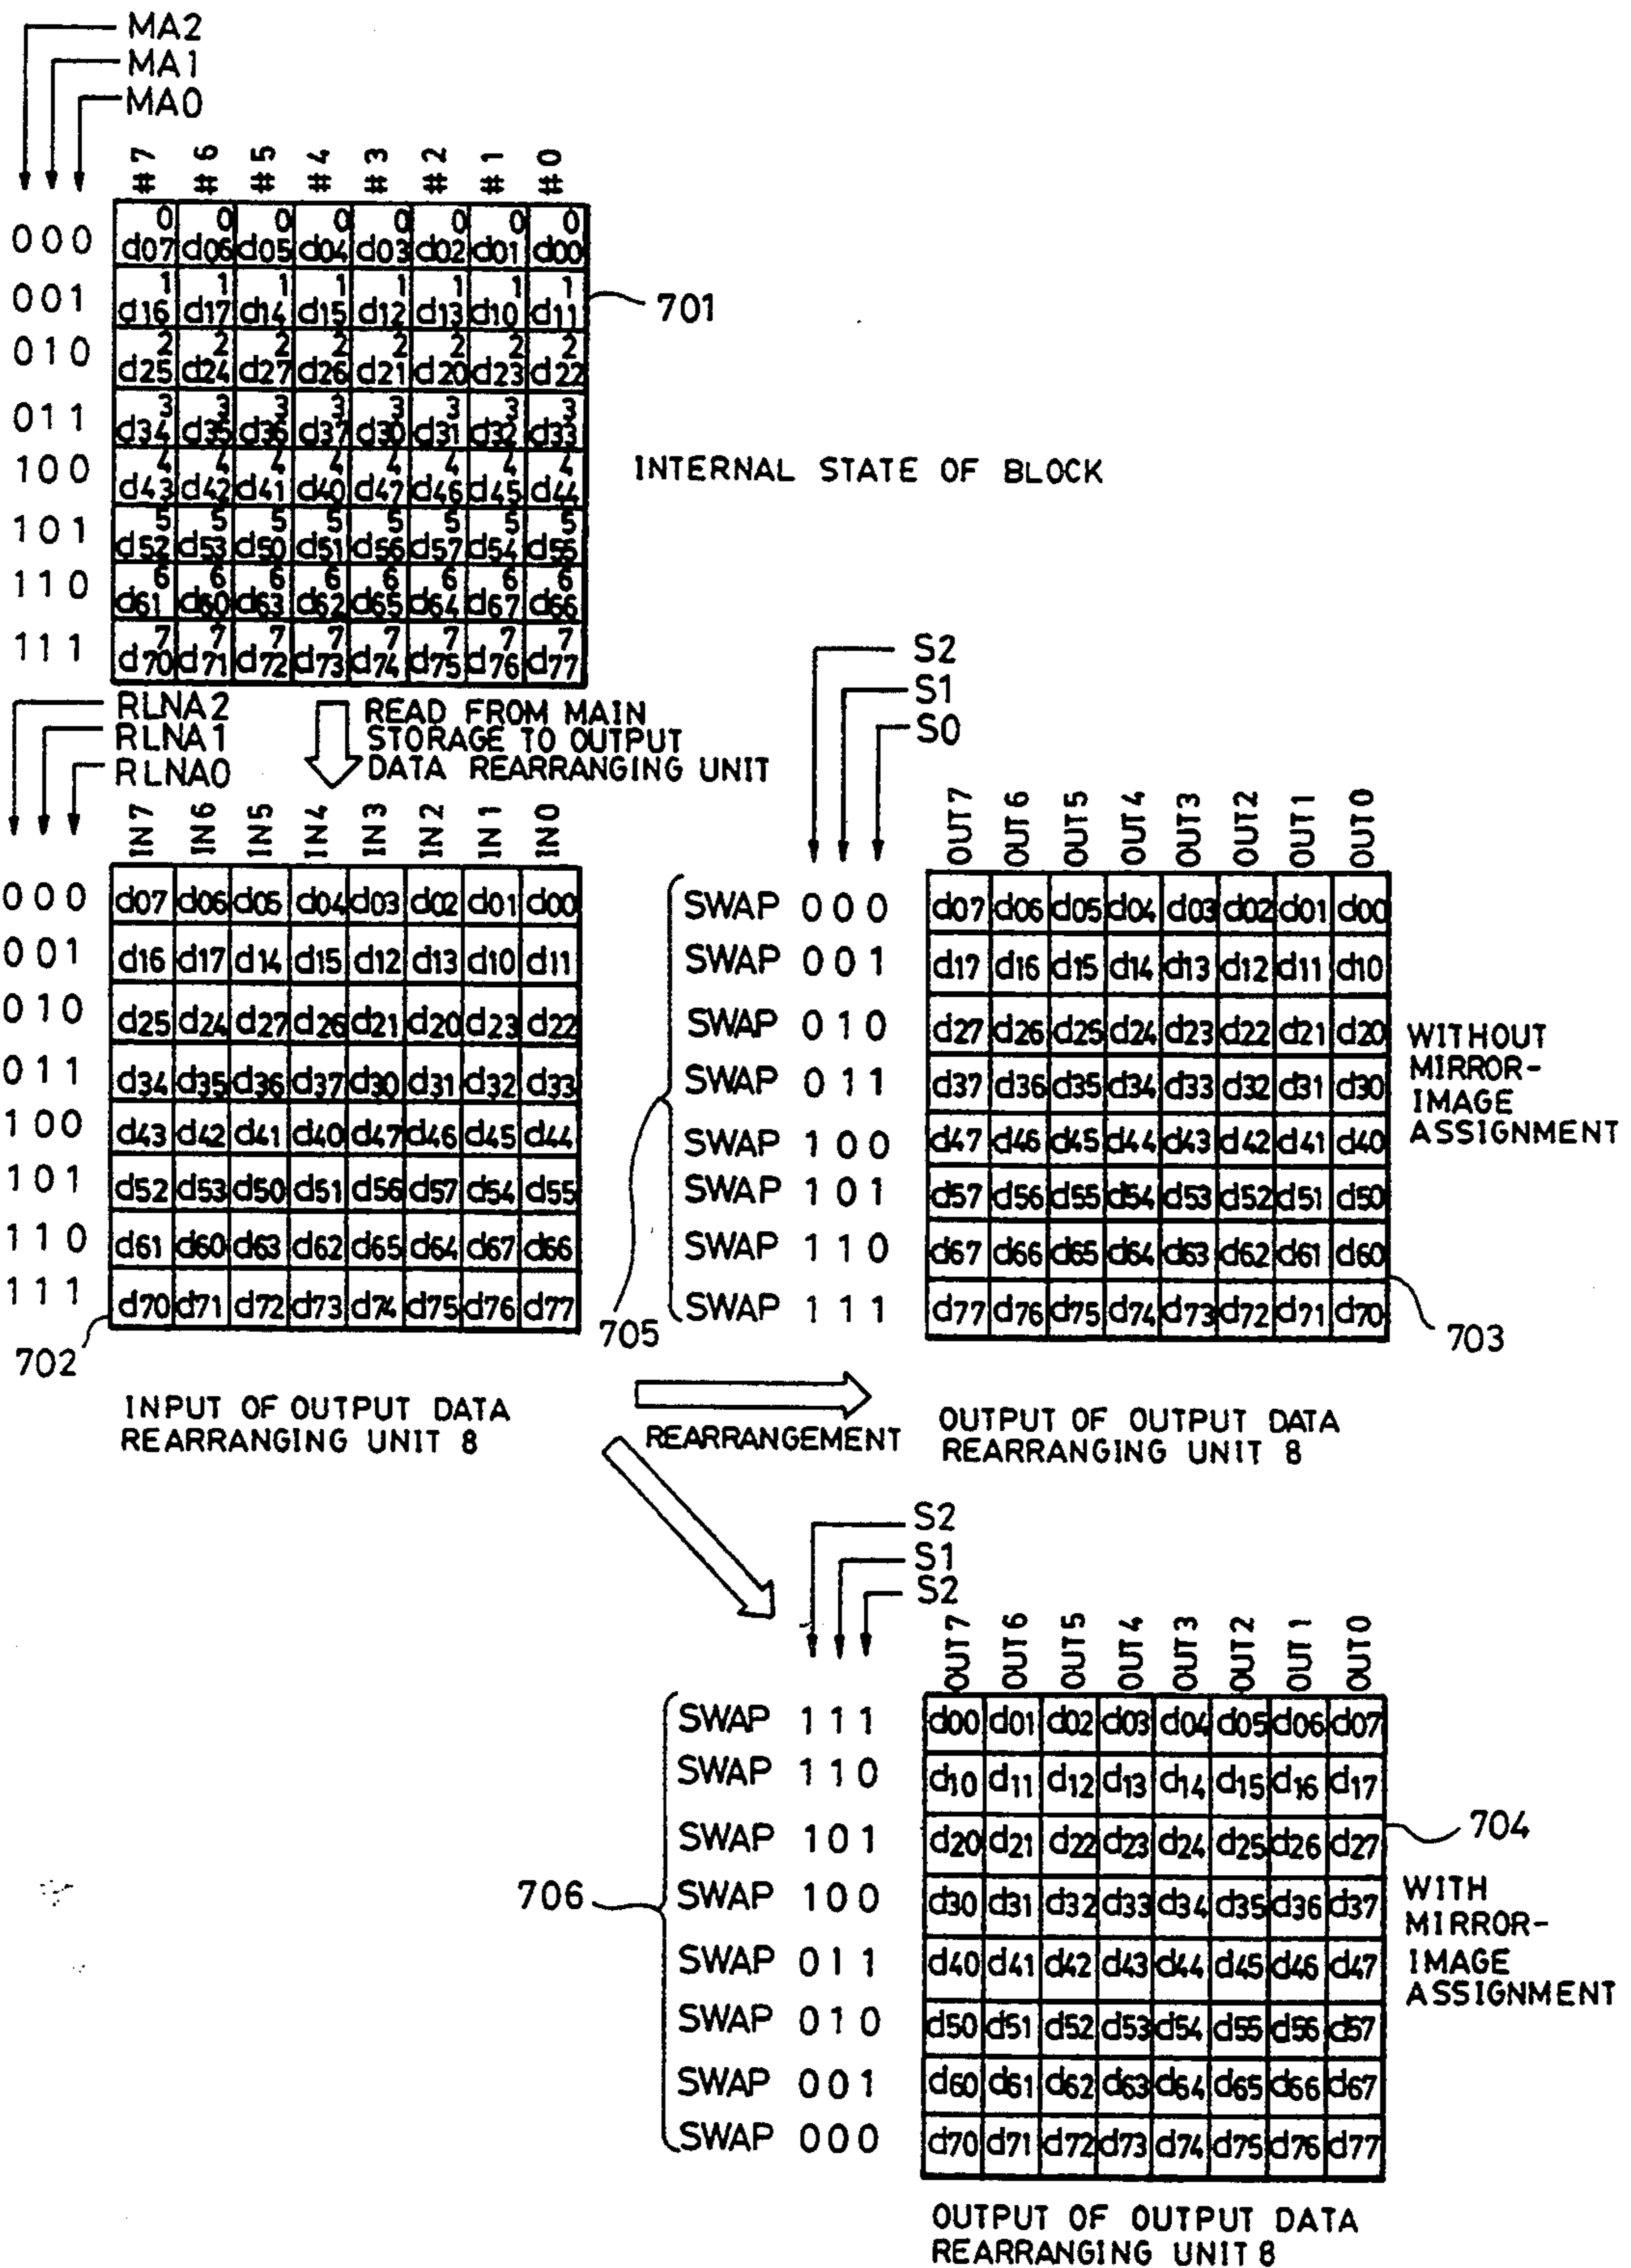 MA2
MA1
MA0
#7 #6 #5 #4 #3 #2 #1 #0
0 0 0 0 0 0 0 0
000 d07 d06 d05 d04 d03 d02 d01 d00
1 1 1 1 1 1 1 1
001 d16 d17 d14 d15 d12 d13 d10 d11
701
2 2 2 2 2 2 2 2
010 d25 d24 d27 d26 d21 d20 d23 d22
3 3 3 3 3 3 3 3
011 d34 d35 d36 d37 d30 d31 d32 d33
4 4 4 4 4 4 4 4
100 d43 d42 d41 d40 d47 d46 d45 d44
INTERNAL STATE OF BLOCK
5 5 5 5 5 5 5 5
101 d52 d53 d50 d51 d56 d57 d54 d55
6 6 6 6 6 6 6 6
110 d61 d60 d63 d62 d65 d64 d67 d66
7 7 7 7 7 7 7 7
111 d70 d71 d72 d73 d74 d75 d76 d77
RLNA2
RLNA1
RLNA0
READ FROM MAIN
STORAGE TO OUTPUT
DATA REARRANGING UNIT
IN7 IN6 IN5 IN4 IN3 IN2 IN1 IN0
000 d07 d06 d05 d04 d03 d02 d01 d00
001 d16 d17 d14 d15 d12 d13 d10 d11
010 d25 d24 d27 d26 d21 d20 d23 d22
011 d34 d35 d36 d37 d30 d31 d32 d33
100 d43 d42 d41 d40 d47 d46 d45 d44
101 d52 d53 d50 d51 d56 d57 d54 d55
110 d61 d60 d63 d62 d65 d64 d67 d66
111 d70 d71 d72 d73 d74 d75 d76 d77
702
INPUT OF OUTPUT DATA
REARRANGING UNIT 8
S2
S1
S0
OUT7 OUT6 OUT5 OUT4 OUT3 OUT2 OUT1 OUT0
SWAP 000 d07 d06 d05 d04 d03 d02 d01 d00
SWAP 001 d17 d16 d15 d14 d13 d12 d11 d10
SWAP 010 d27 d26 d25 d24 d23 d22 d21 d20
SWAP 011 d37 d36 d35 d34 d33 d32 d31 d30
SWAP 100 d47 d46 d45 d44 d43 d42 d41 d40
SWAP 101 d57 d56 d55 d54 d53 d52 d51 d50
SWAP 110 d67 d66 d65 d64 d63 d62 d61 d60
SWAP 111 d77 d76 d75 d74 d73 d72 d71 d70
WITHOUT
MIRROR-
IMAGE
ASSIGNMENT
705
703
REARRANGEMENT
OUTPUT OF OUTPUT DATA
REARRANGING UNIT 8
S2
S1
S2
OUT7 OUT6 OUT5 OUT4 OUT3 OUT2 OUT1 OUT0
SWAP 111 d00 d01 d02 d03 d04 d05 d06 d07
SWAP 110 d10 d11 d12 d13 d14 d15 d16 d17
SWAP 101 d20 d21 d22 d23 d24 d25 d26 d27
SWAP 100 d30 d31 d32 d33 d34 d35 d36 d37
SWAP 011 d40 d41 d42 d43 d44 d45 d46 d47
SWAP 010 d50 d51 d52 d53 d54 d55 d56 d57
SWAP 001 d60 d61 d62 d63 d64 d65 d66 d67
SWAP 000 d70 d71 d72 d73 d74 d75 d76 d77
704
706
WITH
MIRROR-
IMAGE
ASSIGNMENT
OUTPUT OF OUTPUT DATA
REARRANGING UNIT 8